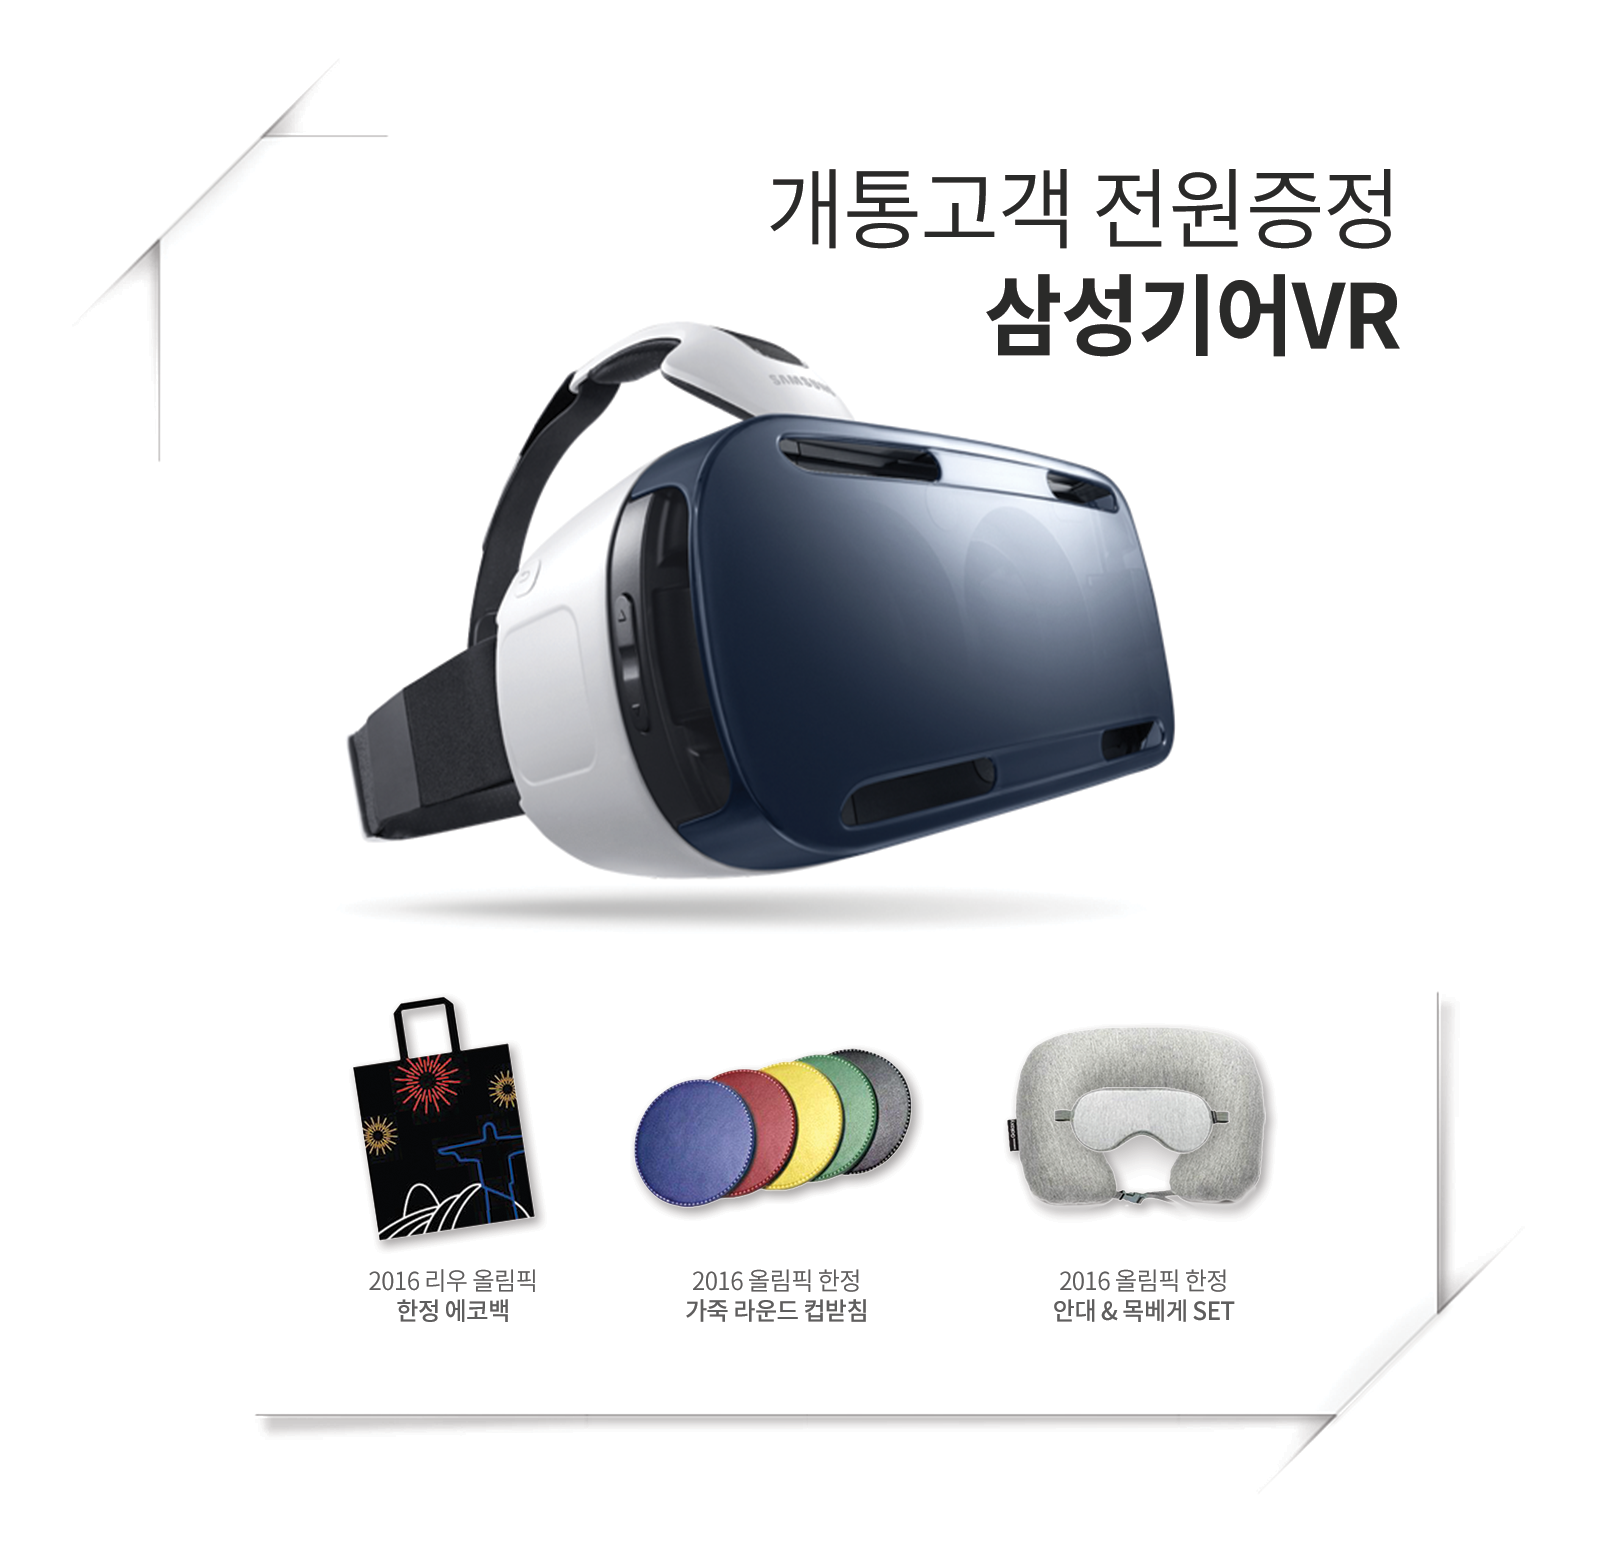 개통고객 전원증정
삼성기어VR
SAMSUNG
2016 리우 올림픽
한정 에코백
2016 올림픽 한정
가죽 라운드 컵받침
2016 올림픽 한정
안대 & 목베게 SET